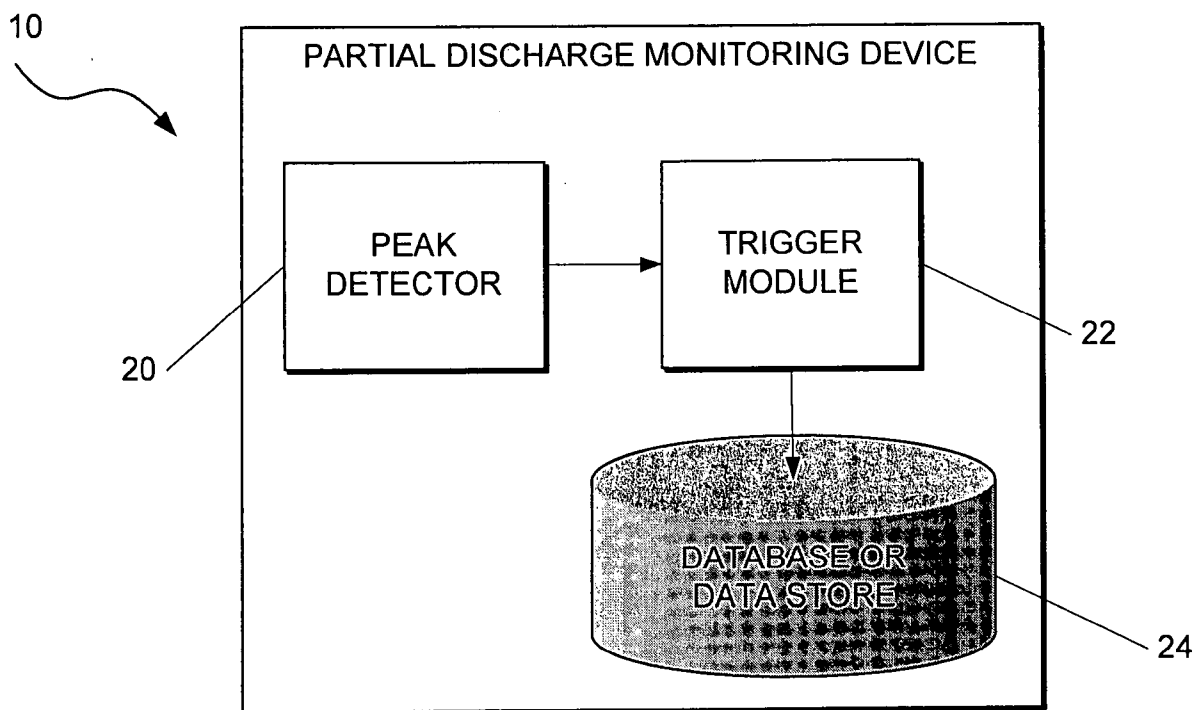 10
PARTIAL DISCHARGE MONITORING DEVICE
PEAK
DETECTOR
TRIGGER
MODULE
20
22
DATABASE OR
DATA STORE
24